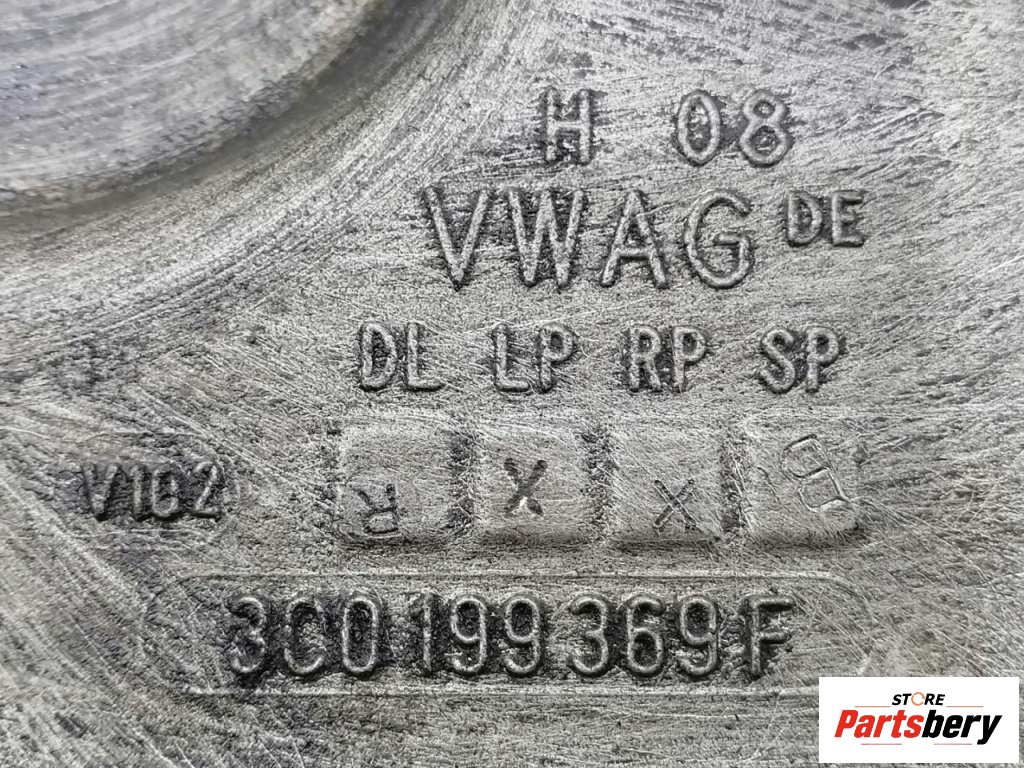 H 08
VWAG DE
DL LP RP SP
R X X B
V102
3C0 199 369 F
STORE
Partsbery